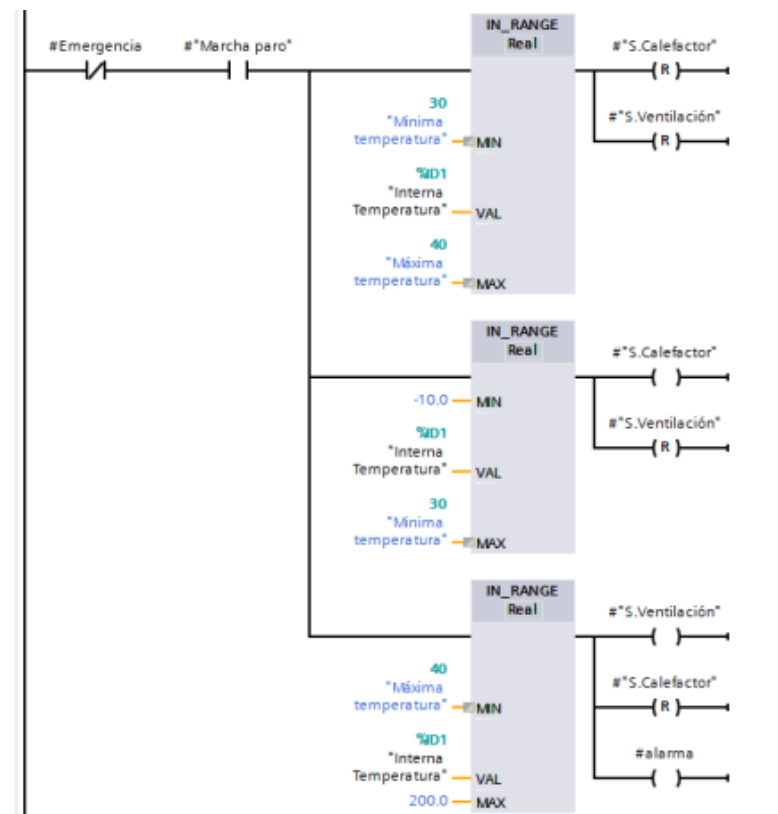 #Emergencia
#"Marcha paro"
IN_RANGE
Real
#"S.Calefactor"
( R )
30
"Mínima
temperatura"
MIN
#"S.Ventilación"
( R )
%ID1
"Interna
Temperatura"
VAL
40
"Máxima
temperatura"
MAX
IN_RANGE
Real
#"S.Calefactor"
-10.0
MIN
#"S.Ventilación"
( R )
%ID1
"Interna
Temperatura"
VAL
30
"Mínima
temperatura"
MAX
IN_RANGE
Real
#"S.Ventilación"
40
"Máxima
temperatura"
MIN
#"S.Calefactor"
( R )
%ID1
"Interna
Temperatura"
VAL
#alarma
200.0
MAX